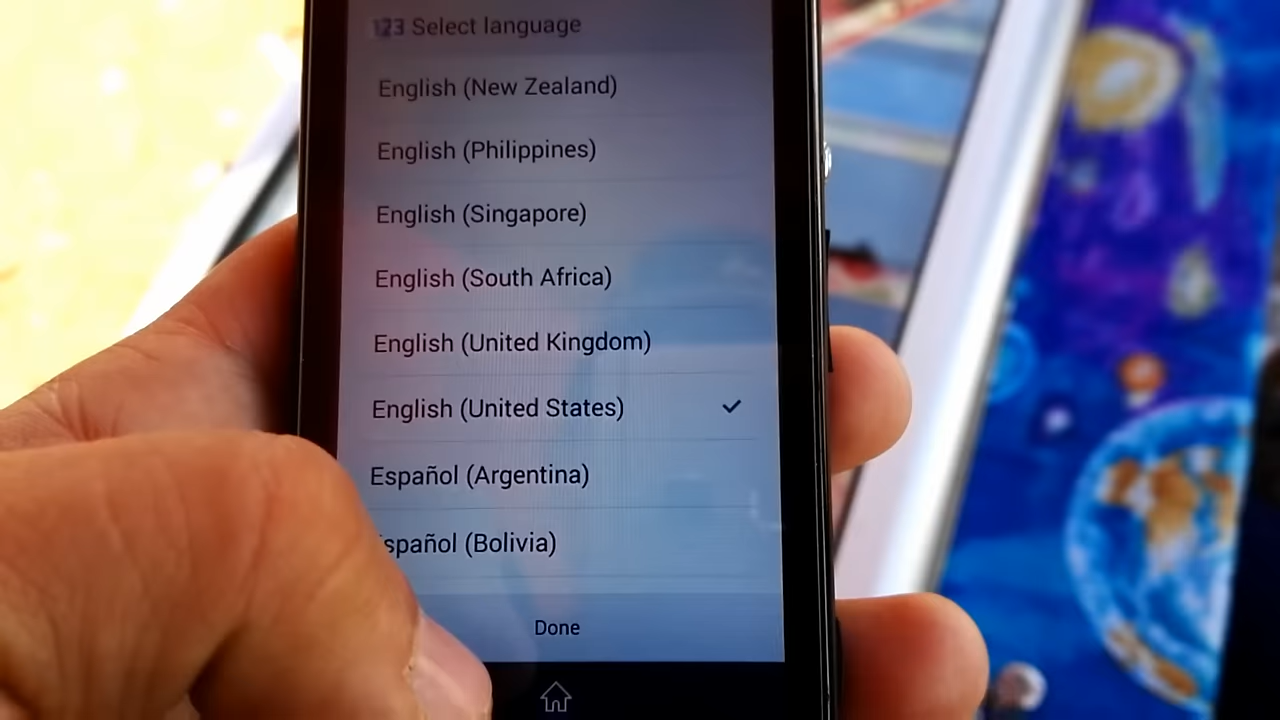 123 Select language
English (New Zealand)
English (Philippines)
English (Singapore)
English (South Africa)
English (United Kingdom)
English (United States)
Español (Argentina)
spañol (Bolivia)
Done